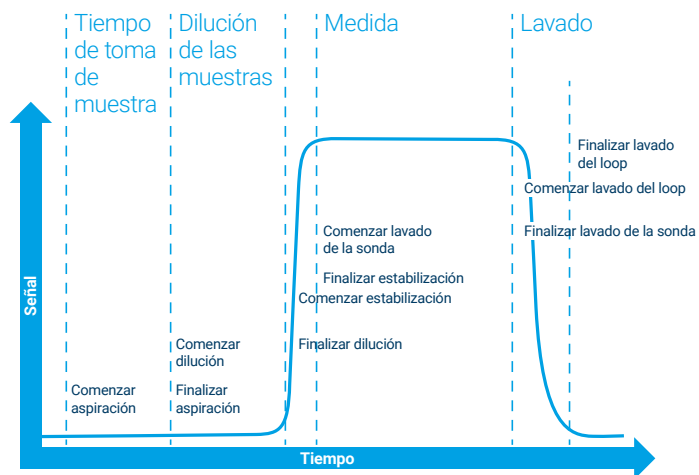 Tiempo
de toma
de
muestra
Dilución
de las
muestras
Medida
Lavado
Finalizar lavado
del loop
Comenzar lavado del loop
Comenzar lavado
de la sonda
Finalizar lavado de la sonda
Finalizar estabilización
Comenzar estabilización
Señal
Comenzar
dilución
Finalizar dilución
Comenzar
aspiración
Finalizar
aspiración
Tiempo